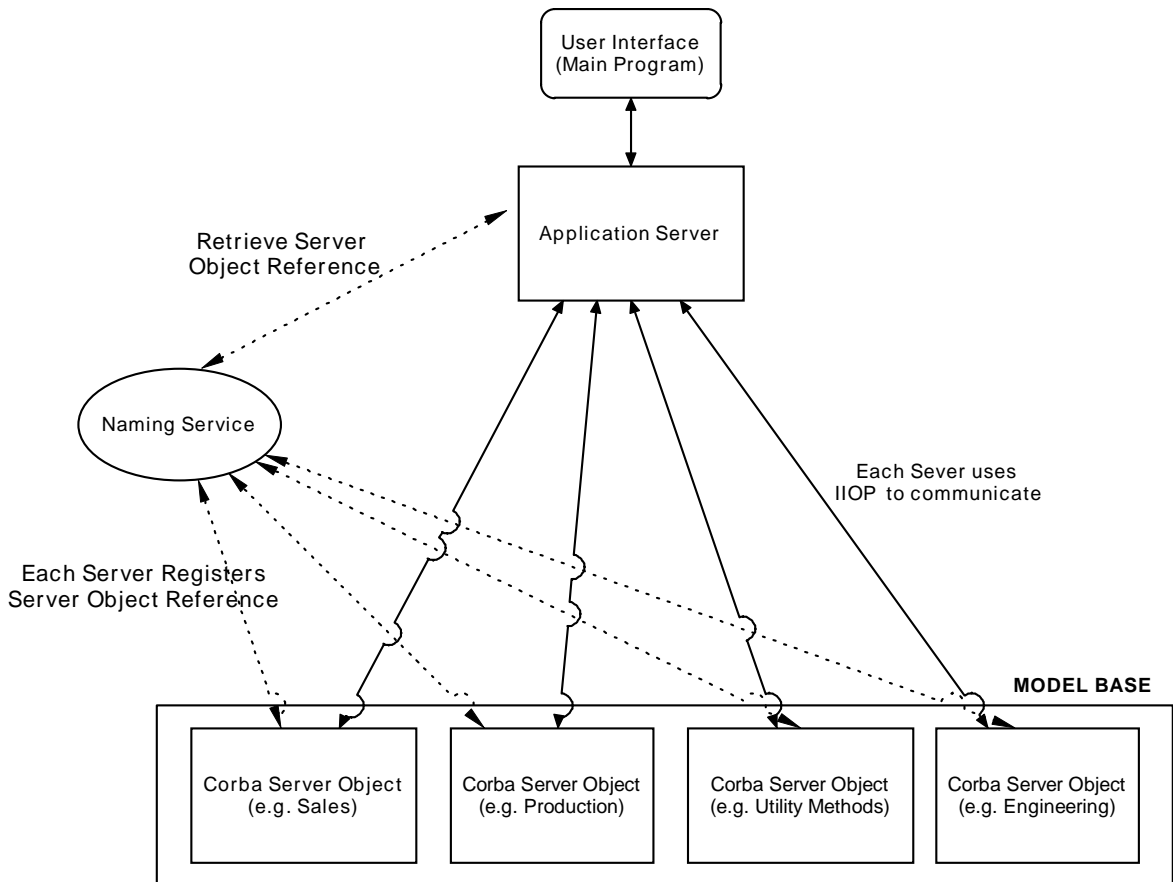 User Interface
(Main Program)
Application Server
Retrieve Server
Object Reference
Naming Service
Each Sever uses
IIOP to communicate
Each Server Registers
Server Object Reference
MODEL BASE
Corba Server Object
(e.g. Sales)
Corba Server Object
(e.g. Production)
Corba Server Object
(e.g. Utility Methods)
Corba Server Object
(e.g. Engineering)